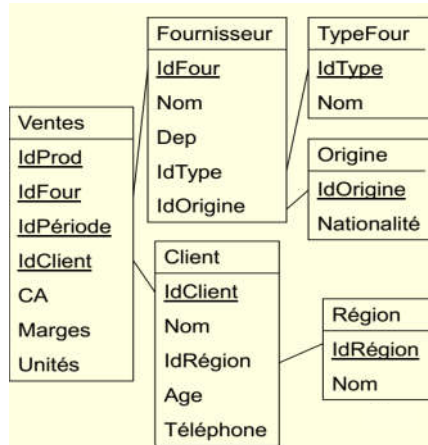 Ventes
IdProd
IdFour
IdPériode
IdClient
CA
Marges
Unités
Fournisseur
IdFour
Nom
Dep
IdType
IdOrigine
TypeFour
IdType
Nom
Origine
IdOrigine
Nationalité
Client
IdClient
Nom
IdRégion
Age
Téléphone
Région
IdRégion
Nom